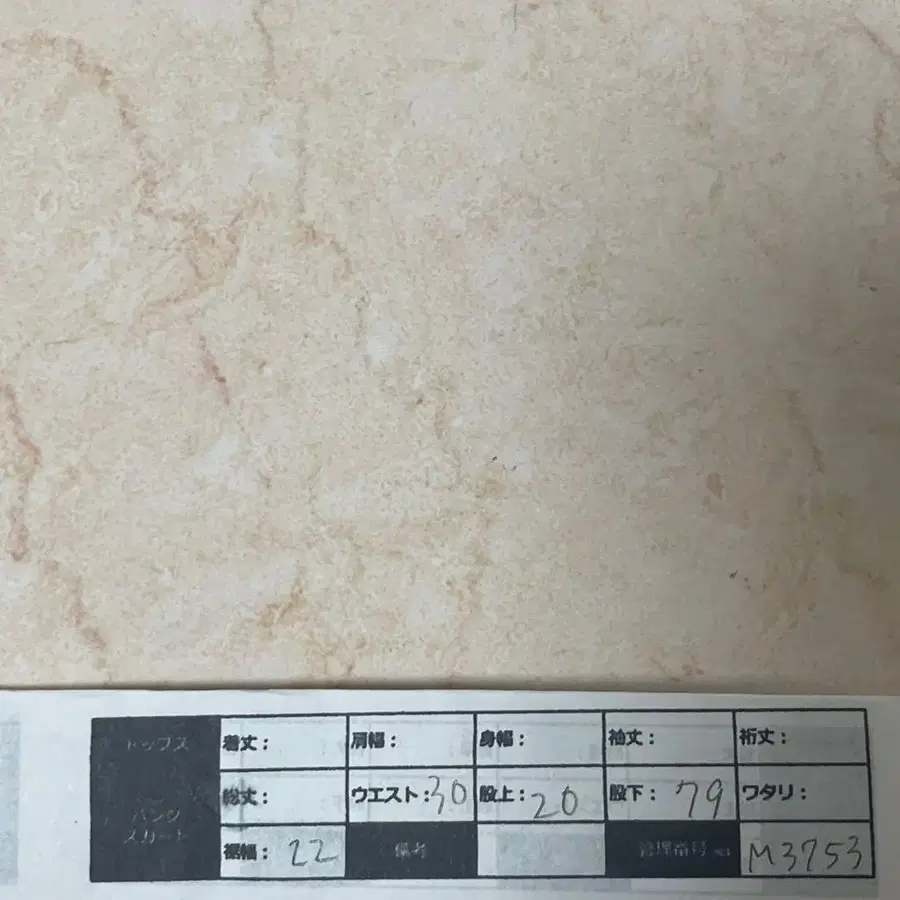 トップス 着丈： 肩幅： 身幅： 袖丈： 裄丈：
パンツ 総丈： ウエスト：30 股上：20 股下：79 ワタリ：
スカート 裾幅：22 備考 管理番号 M3753